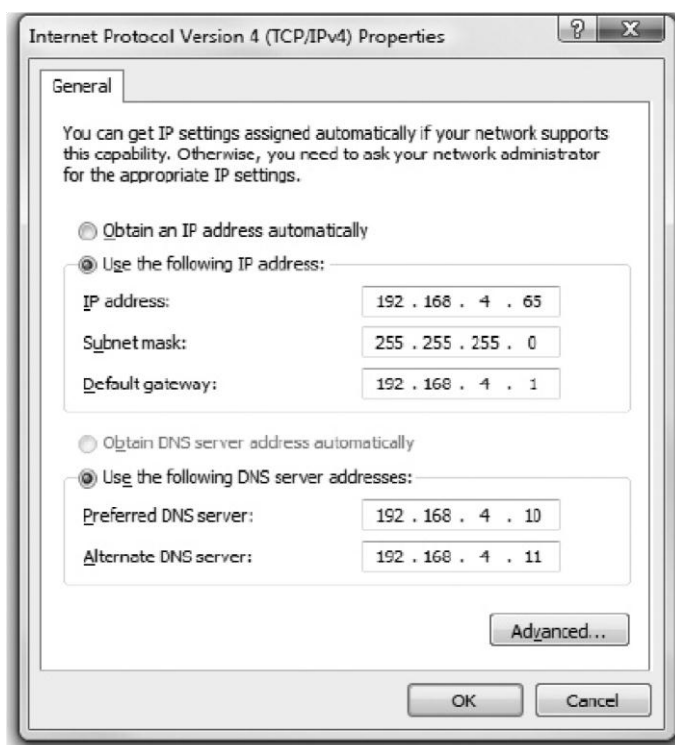 Internet Protocol Version 4 (TCP/IPv4) Properties
?
X
General
You can get IP settings assigned automatically if your network supports
this capability. Otherwise, you need to ask your network administrator
for the appropriate IP settings.
Obtain an IP address automatically
Use the following IP address:
IP address: 192 . 168 . 4 . 65
Subnet mask: 255 . 255 . 255 . 0
Default gateway: 192 . 168 . 4 . 1
Obtain DNS server address automatically
Use the following DNS server addresses:
Preferred DNS server: 192 . 168 . 4 . 10
Alternate DNS server: 192 . 168 . 4 . 11
Advanced...
OK Cancel